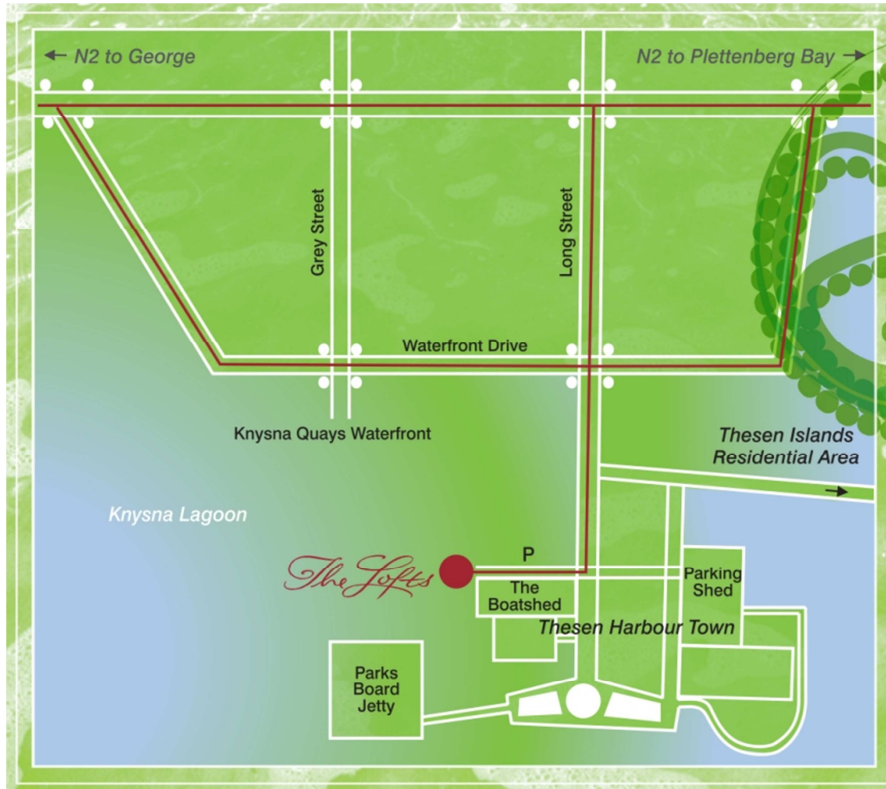 N2 to George
N2 to Plettenberg Bay
Grey Street
Long Street
Waterfront Drive
Knysna Quays Waterfront
Thesen Islands
Residential Area
Knysna Lagoon
The Lofts
P
The
Boatshed
Parking
Shed
Thesen Harbour Town
Parks
Board
Jetty